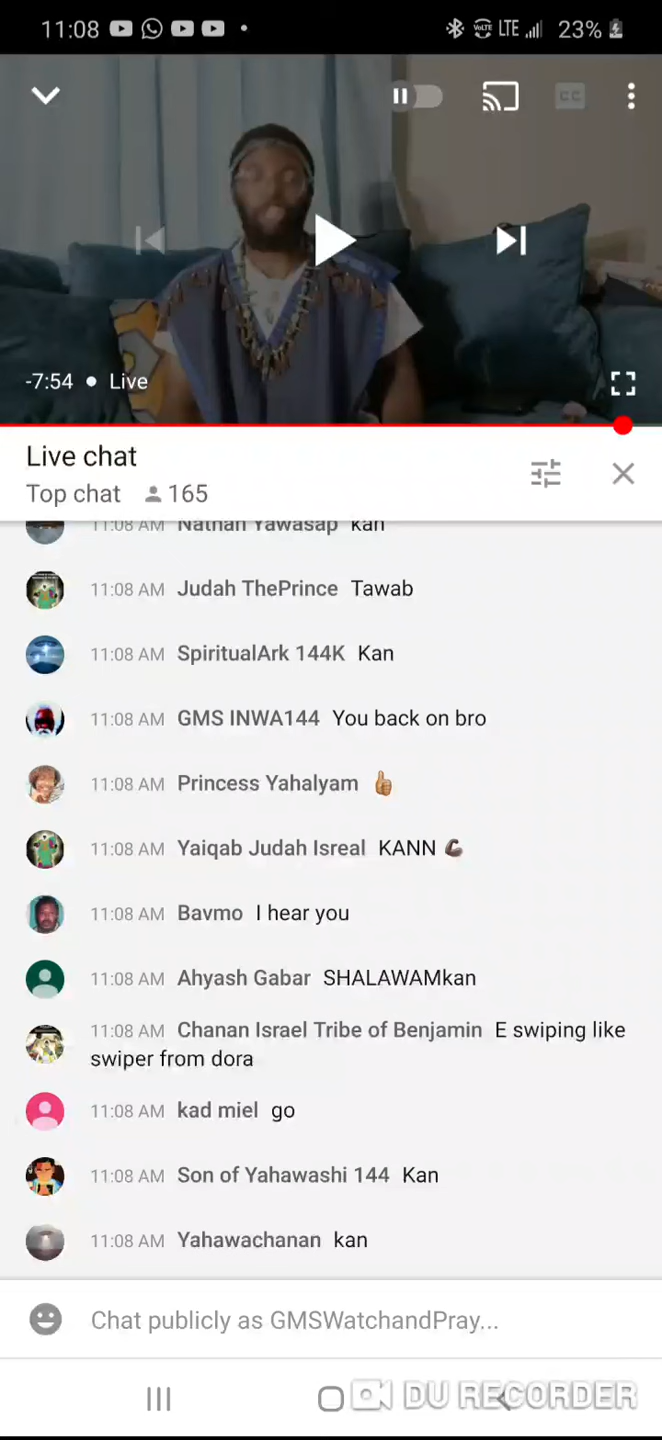 11:08
VoLTE LTE 23%
CC
-7:54 • Live
Live chat
Top chat 165
11:08 AM Nathan Yawasap kan
11:08 AM Judah ThePrince Tawab
11:08 AM SpiritualArk 144K Kan
11:08 AM GMS INWA144 You back on bro
11:08 AM Princess Yahalyam 👍🏽
11:08 AM Yaiqab Judah Isreal KANN 💪🏿
11:08 AM Bavmo I hear you
11:08 AM Ahyash Gabar SHALAWAMkan
11:08 AM Chanan Israel Tribe of Benjamin E swiping like
swiper from dora
11:08 AM kad miel go
11:08 AM Son of Yahawashi 144 Kan
11:08 AM Yahawachanan kan
Chat publicly as GMSWatchandPray...
DU RECORDER